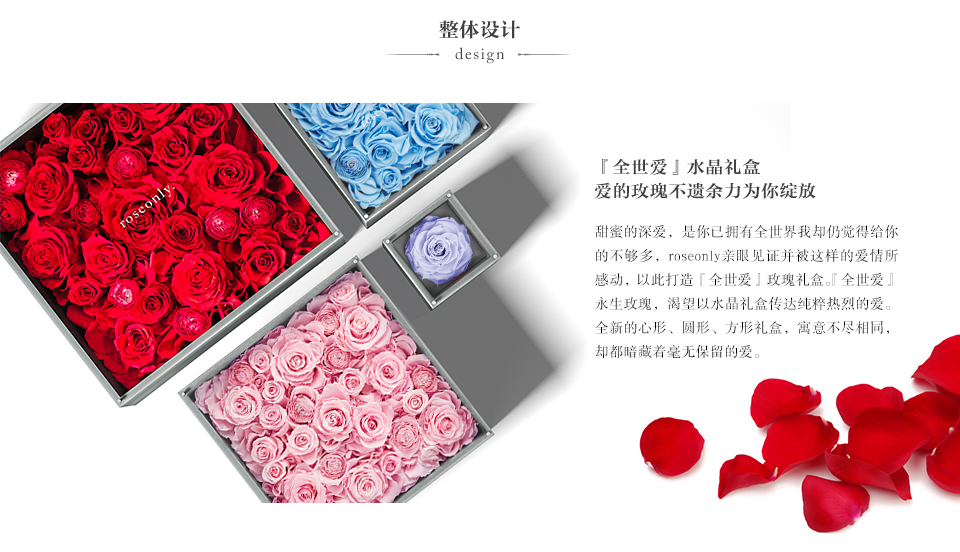 整体设计
design
roseonly.
『全世爱』水晶礼盒
爱的玫瑰不遗余力为你绽放
甜蜜的深爱，是你已拥有全世界我却仍觉得给你
的不够多，roseonly亲眼见证并被这样的爱情所
感动，以此打造『全世爱』玫瑰礼盒。『全世爱』
永生玫瑰，渴望以水晶礼盒传达纯粹热烈的爱。
全新的心形、圆形、方形礼盒，寓意不尽相同，
却都暗藏着毫无保留的爱。